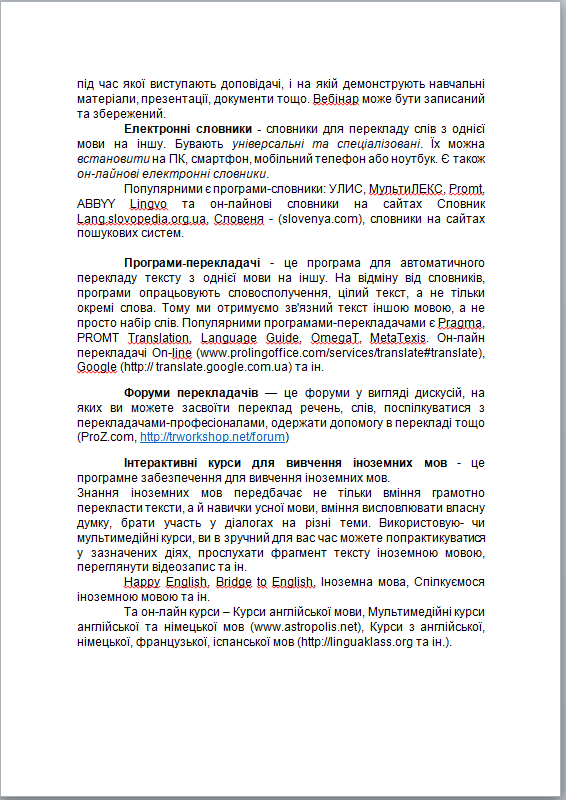 під час якої виступають доповідачі, і на якій демонструють навчальні
матеріали, презентації, документи тощо. Вебінар може бути записаний
та збережений.
Електронні словники - словники для перекладу слів з однієї
мови на іншу. Бувають універсальні та спеціалізовані. Їх можна
встановити на ПК, смартфон, мобільний телефон або ноутбук. Є також
он-лайнові електронні словники.
Популярними є програми-словники: УЛИС, МультиЛЕКС, Promt,
ABBYY Lingvo та он-лайнові словники на сайтах Словник
Lang.slovopedia.org.ua, Словеня - (slovenya.com), словники на сайтах
пошукових систем.
Програми-перекладачі - це програма для автоматичного
перекладу тексту з однієї мови на іншу. На відміну від словників,
програми опрацьовують словосполучення, цілий текст, а не тільки
окремі слова. Тому ми отримуємо зв'язний текст іншою мовою, а не
просто набір слів. Популярними програмами-перекладачами є Pragma,
PROMT Translation, Language Guide, OmegaT, MetaTexis. Он-лайн
перекладачі On-line (www.prolingoffice.com/services/translate#translate),
Google (http:// translate.google.com.ua) та ін.
Форуми перекладачів — це форуми у вигляді дискусій, на
яких ви можете засвоїти переклад речень, слів, поспілкуватися з
перекладачами-професіоналами, одержати допомогу в перекладі тощо
(ProZ.com, http://trworkshop.net/forum)
Інтерактивні курси для вивчення іноземних мов - це
програмне забезпечення для вивчення іноземних мов.
Знання іноземних мов передбачає не тільки вміння грамотно
перекласти тексти, а й навички усної мови, вміння висловлювати власну
думку, брати участь у діалогах на різні теми. Використовую- чи
мультимедійні курси, ви в зручний для вас час можете попрактикуватися
у зазначених діях, прослухати фрагмент тексту іноземною мовою,
переглянути відеозапис та ін.
Happy English, Bridge to English, Іноземна мова, Спілкуємося
іноземною мовою та ін.
Та он-лайн курси – Курси англійської мови, Мультимедійні курси
англійської та німецької мов (www.astropolis.net), Курси з англійської,
німецької, французької, іспанської мов (http://linguaklass.org та ін.).